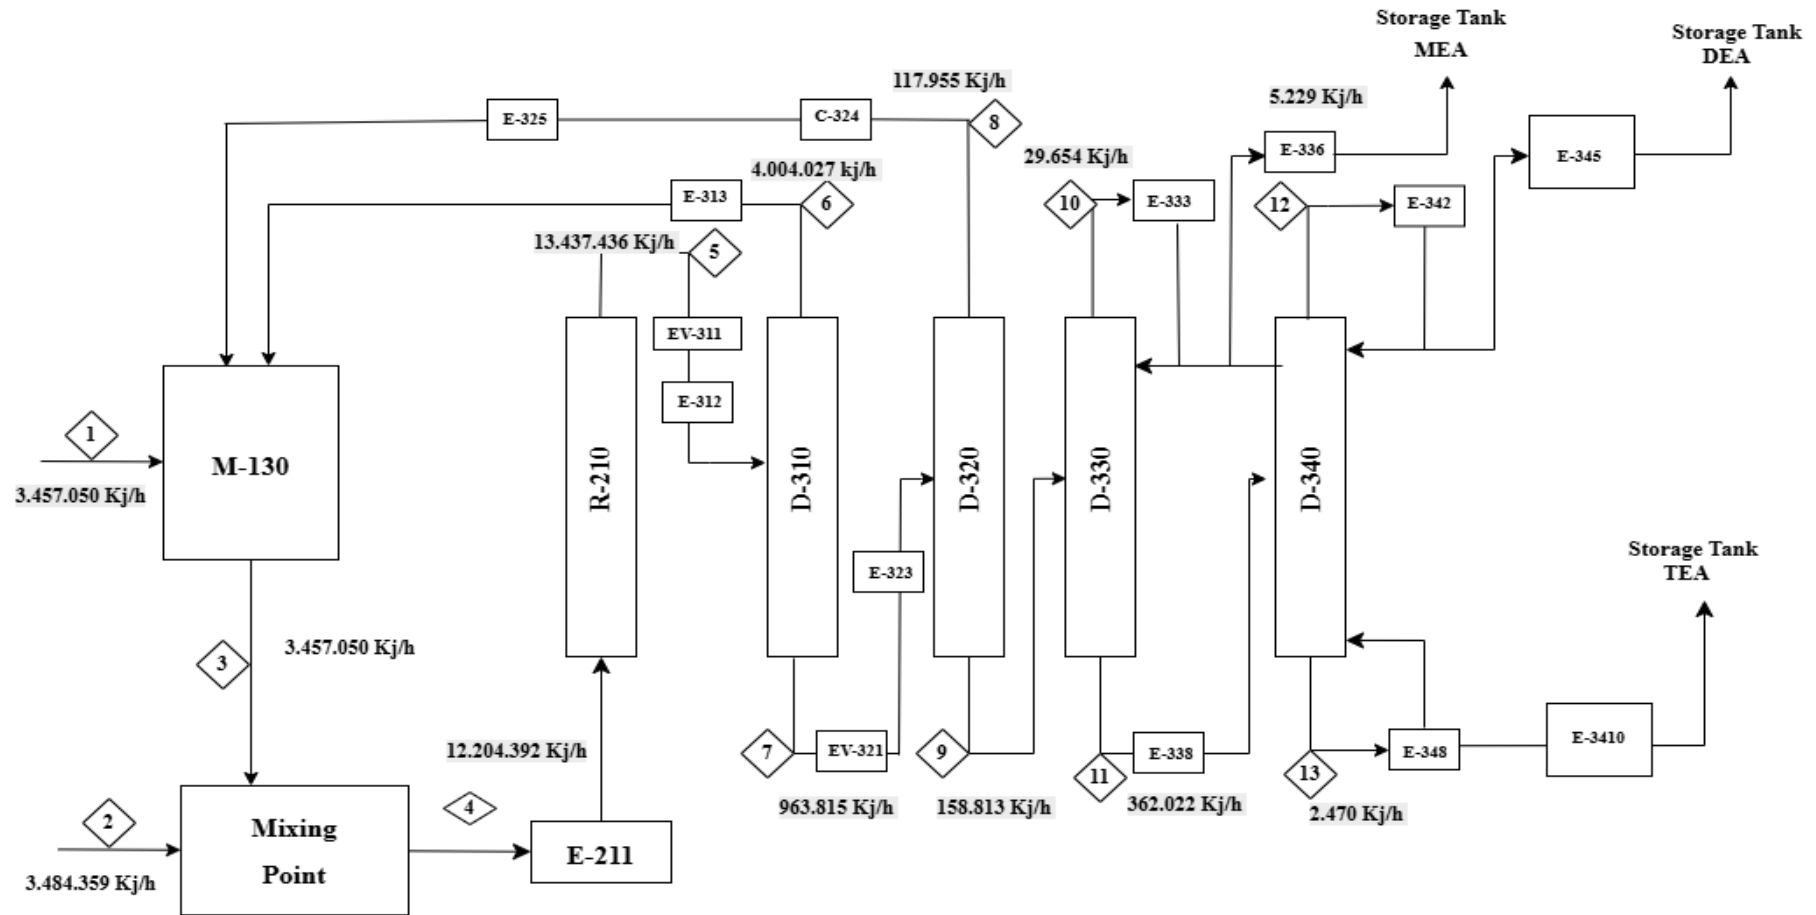 Storage Tank
MEA
Storage Tank
DEA
117.955 Kj/h
5.229 Kj/h
E-325
C-324
8
29.654 Kj/h
E-336
E-345
4.004.027 kj/h
E-313
6
10
E-333
12
E-342
13.437.436 Kj/h
5
EV-311
E-312
1
M-130
3.457.050 Kj/h
R-210
D-310
D-320
D-330
D-340
E-323
Storage Tank
TEA
3
3.457.050 Kj/h
12.204.392 Kj/h
7
EV-321
9
11
E-338
13
E-348
E-3410
963.815 Kj/h
158.813 Kj/h
362.022 Kj/h
2.470 Kj/h
2
4
Mixing
Point
E-211
3.484.359 Kj/h